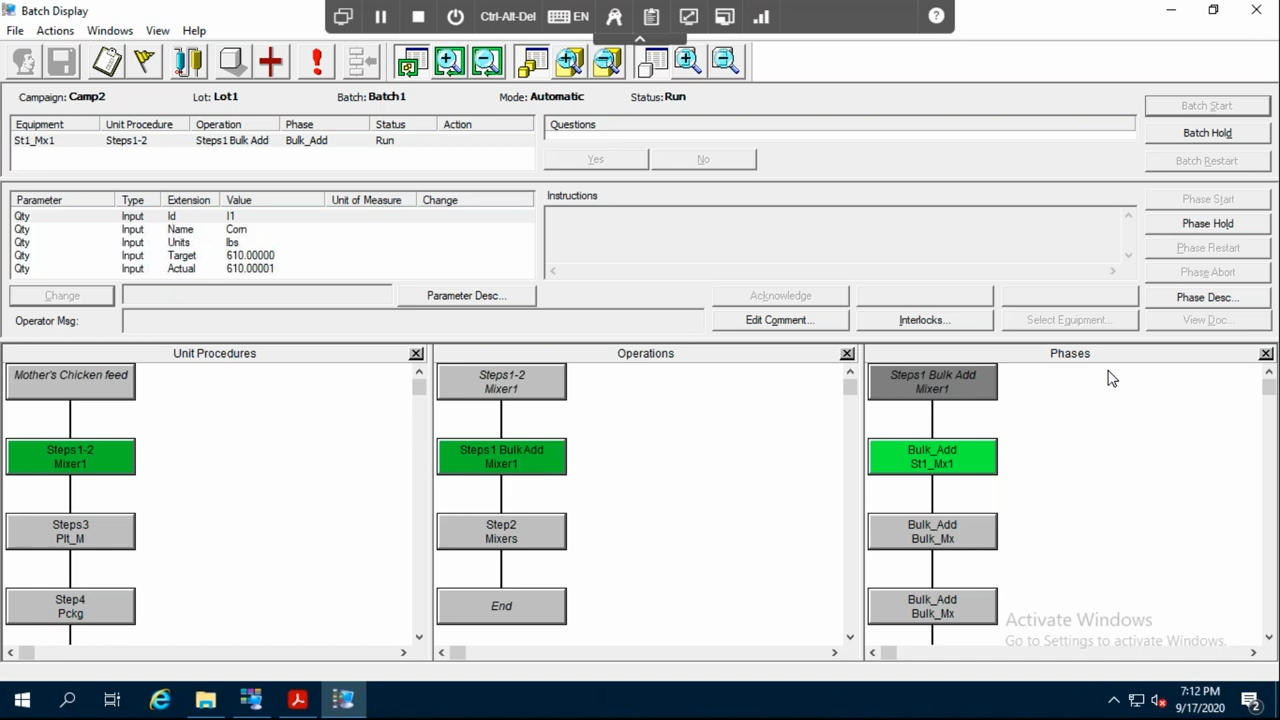 Batch Display
File Actions Windows View Help
Ctrl-Alt-Del EN
Campaign: Camp2 Lot: Lot1 Batch: Batch1 Mode: Automatic Status: Run
Batch Start
Batch Hold
Batch Restart
Equipment Unit Procedure Operation Phase Status Action
St1_Mx1 Steps1-2 Steps1 Bulk Add Bulk_Add Run
Questions
Yes No
Parameter Type Extension Value Unit of Measure Change
Qty Input Id I1
Qty Input Name Corn
Qty Input Units lbs
Qty Input Target 610.00000
Qty Input Actual 610.00001
Instructions
Phase Start
Phase Hold
Phase Restart
Phase Abort
Change Parameter Desc... Acknowledge Phase Desc...
Operator Msg: Edit Comment... Interlocks... Select Equipment... View Doc...
Unit Procedures
Mother's Chicken feed
Steps1-2
Mixer1
Steps3
Plt_M
Step4
Pckg
Operations
Steps1-2
Mixer1
Steps1 Bulk Add
Mixer1
Step2
Mixers
End
Phases
Steps1 Bulk Add
Mixer1
Bulk_Add
St1_Mx1
Bulk_Add
Bulk_Mx
Bulk_Add
Bulk_Mx
Activate Windows
Go to Settings to activate Windows.
7:12 PM
9/17/2020
2